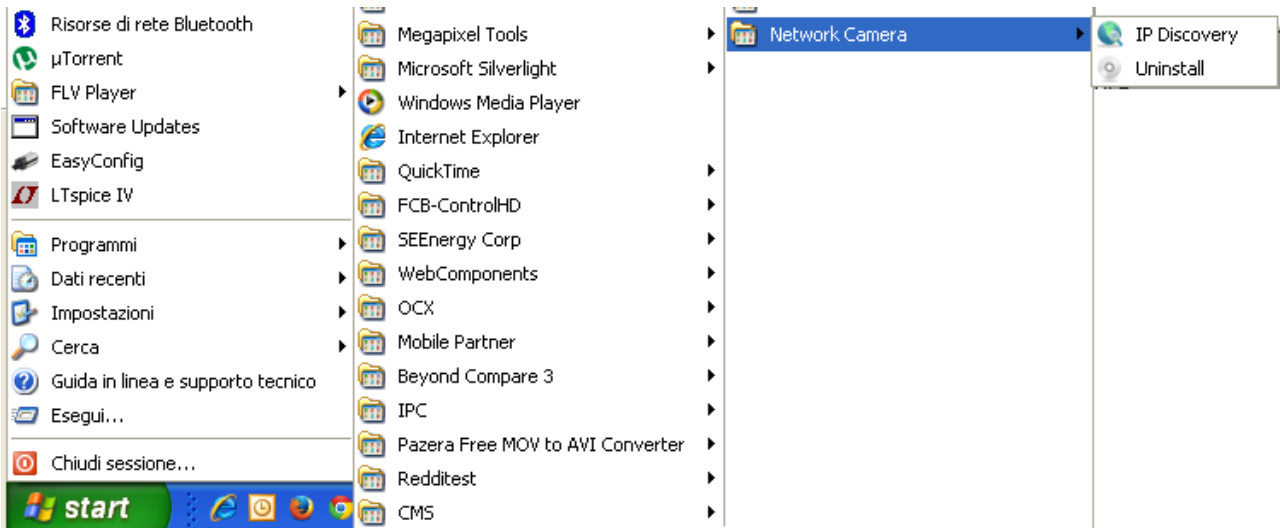 Risorse di rete Bluetooth
µTorrent
FLV Player
Software Updates
EasyConfig
LTspice IV
Programmi
Dati recenti
Impostazioni
Cerca
Guida in linea e supporto tecnico
Esegui...
Chiudi sessione...
start
Megapixel Tools
Microsoft Silverlight
Windows Media Player
Internet Explorer
QuickTime
FCB-ControlHD
SEEnergy Corp
WebComponents
OCX
Mobile Partner
Beyond Compare 3
IPC
Pazera Free MOV to AVI Converter
Redditest
CMS
Network Camera
IP Discovery
Uninstall